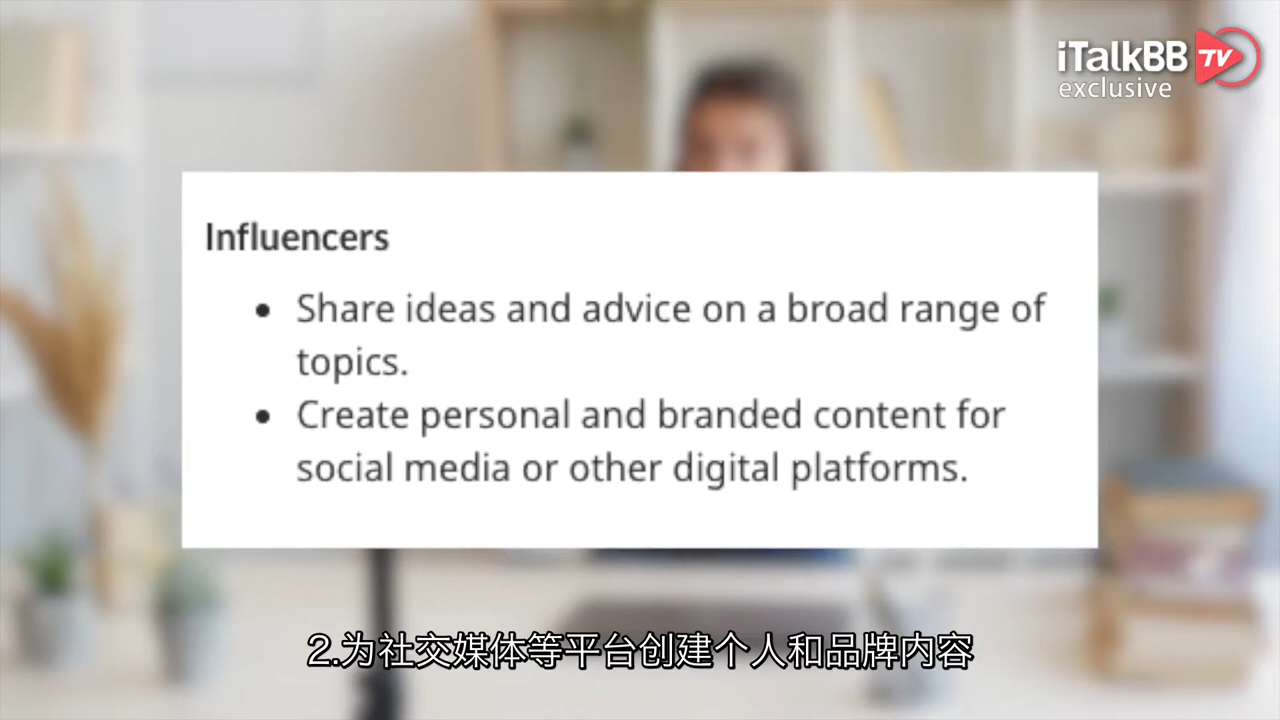 iTalkBB TV
exclusive
Influencers
• Share ideas and advice on a broad range of
topics.
• Create personal and branded content for
social media or other digital platforms.
2.为社交媒体等平台创建个人和品牌内容